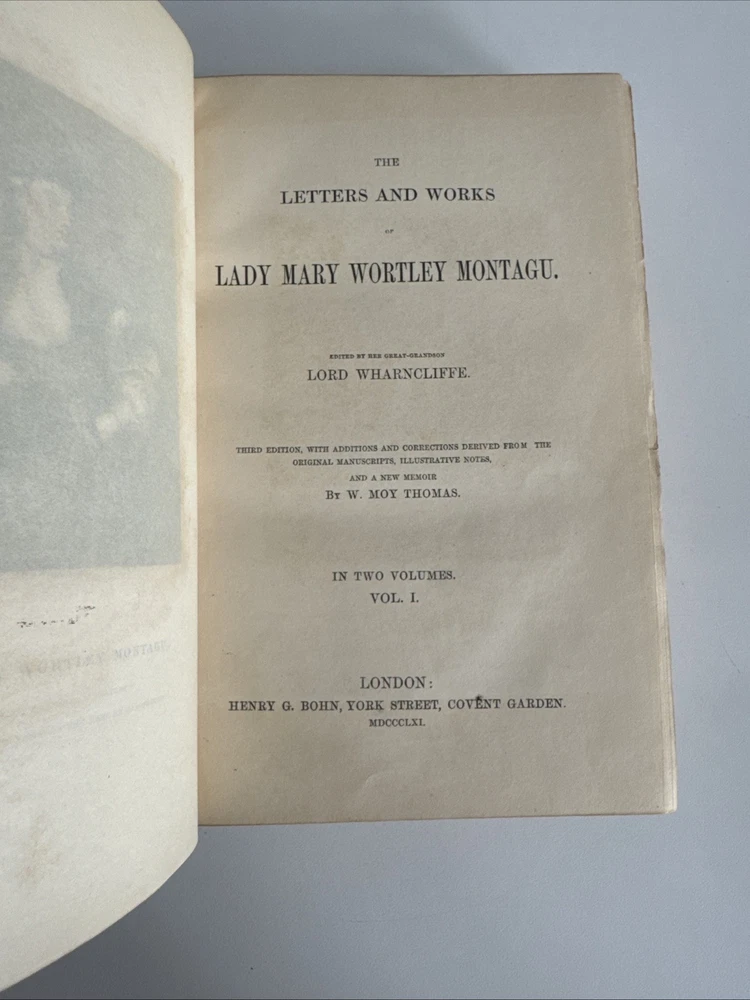 THE
LETTERS AND WORKS
OF
LADY MARY WORTLEY MONTAGU.
EDITED BY HER GREAT-GRANDSON
LORD WHARNCLIFFE.
THIRD EDITION, WITH ADDITIONS AND CORRECTIONS DERIVED FROM THE
ORIGINAL MANUSCRIPTS, ILLUSTRATIVE NOTES,
AND A NEW MEMOIR
BY W. MOY THOMAS.
IN TWO VOLUMES.
VOL. I.
LONDON:
HENRY G. BOHN, YORK STREET, COVENT GARDEN.
MDCCCLXI.
WORTLEY MONTAGU.